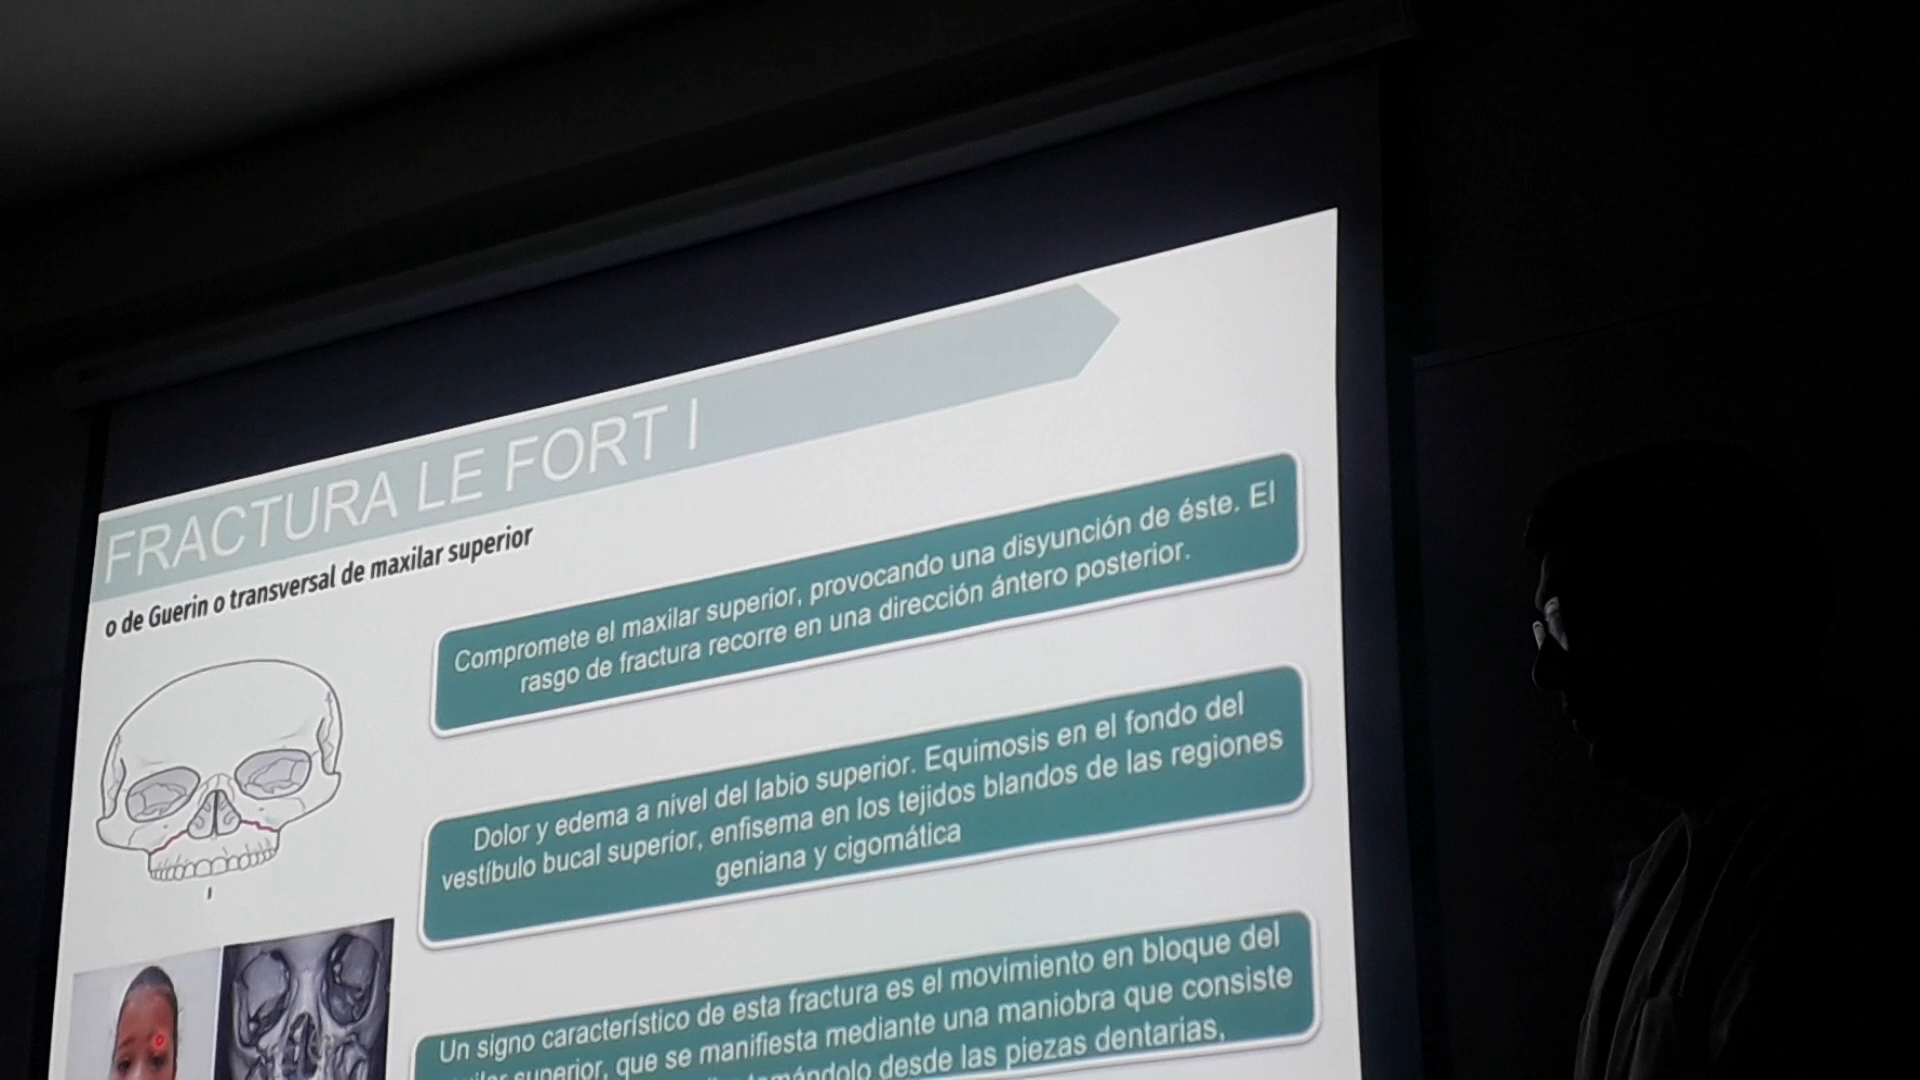 FRACTURA LE FORT I
o de Guerin o transversal de maxilar superior
Compromete el maxilar superior, provocando una disyunción de éste. El
rasgo de fractura recorre en una dirección ántero posterior.
Dolor y edema a nivel del labio superior. Equimosis en el fondo del
vestíbulo bucal superior, enfisema en los tejidos blandos de las regiones
geniana y cigomática
I
Un signo característico de esta fractura es el movimiento en bloque del
superior, que se manifiesta mediante una maniobra que consiste
desde las piezas dentarias,